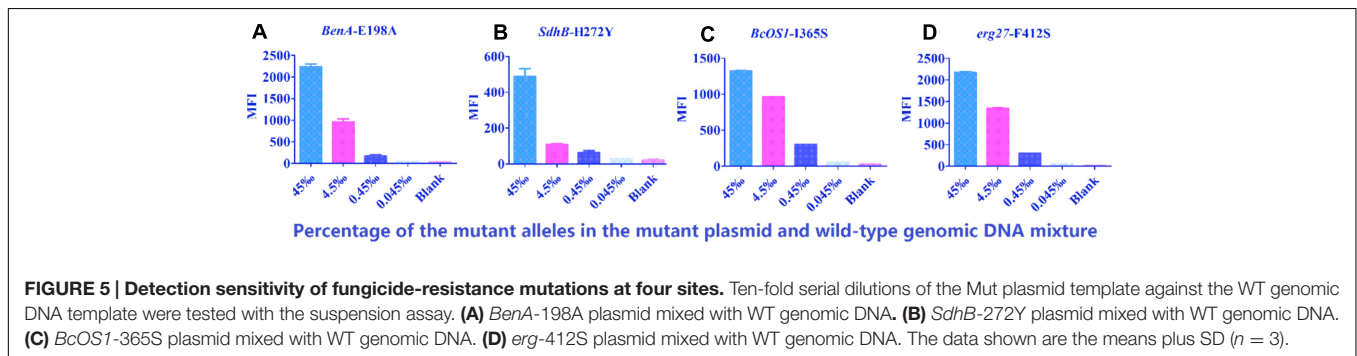 A BenA-E198A
MFI
2500
2000
1500
1000
500
0
45‰ 4.5‰ 0.45‰ 0.045‰ Blank
B SdhB-H272Y
MFI
600
400
200
0
45‰ 4.5‰ 0.45‰ 0.045‰ Blank
C BcOS1-I365S
MFI
1500
1000
500
0
45‰ 4.5‰ 0.45‰ 0.045‰ Blank
D erg27-F412S
MFI
2500
2000
1500
1000
500
0
45‰ 4.5‰ 0.45‰ 0.045‰ Blank
Percentage of the mutant alleles in the mutant plasmid and wild-type genomic DNA mixture
FIGURE 5 | Detection sensitivity of fungicide-resistance mutations at four sites. Ten-fold serial dilutions of the Mut plasmid template against the WT genomic
DNA template were tested with the suspension assay. (A) BenA-198A plasmid mixed with WT genomic DNA. (B) SdhB-272Y plasmid mixed with WT genomic DNA.
(C) BcOS1-365S plasmid mixed with WT genomic DNA. (D) erg-412S plasmid mixed with WT genomic DNA. The data shown are the means plus SD (n = 3).